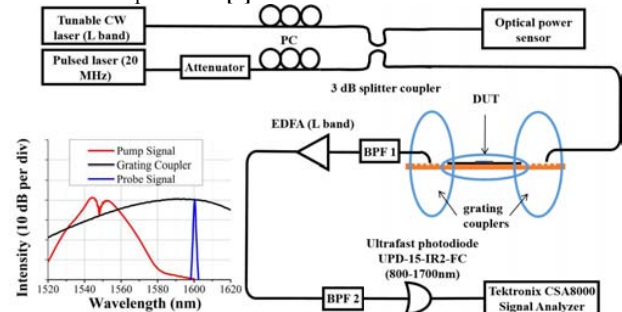 Tunable CW
laser (L band)
PC
Optical power
sensor
Pulsed laser (20
MHz)
Attenuator
3 dB splitter coupler
DUT
EDFA (L band)
BPF 1
grating
couplers
Pump Signal
Grating Coupler
Probe Signal
Intensity (10 dB per div)
1520 1540 1560 1580 1600 1620
Wavelength (nm)
Ultrafast photodiode
UPD-15-IR2-FC
(800-1700nm)
BPF 2
Tektronix CSA8000
Signal Analyzer